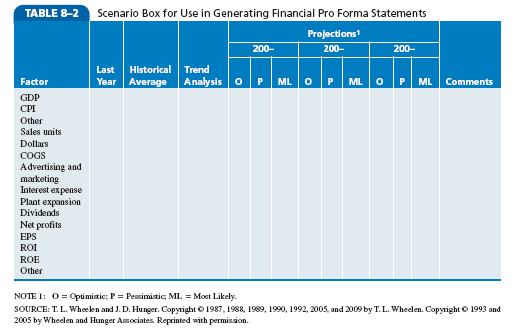 TABLE 8–2 Scenario Box for Use in Generating Financial Pro Forma Statements
Projections¹
200– 200– 200–
Last Historical Trend
Factor Year Average Analysis O P ML O P ML O P ML Comments
GDP
CPI
Other
Sales units
Dollars
COGS
Advertising and
marketing
Interest expense
Plant expansion
Dividends
Net profits
EPS
ROI
ROE
Other
NOTE 1: O = Optimistic; P = Pessimistic; ML = Most Likely.
SOURCE: T. L. Wheelen and J. D. Hunger. Copyright © 1987, 1988, 1989, 1990, 1992, 2005, and 2009 by T. L. Wheelen. Copyright © 1993 and
2005 by Wheelen and Hunger Associates. Reprinted with permission.